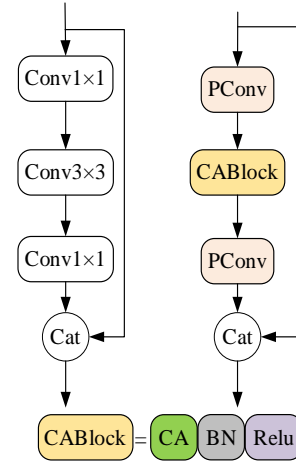 Conv1×1
Conv3×3
Conv1×1
Cat
PConv
CABlock
PConv
Cat
CABlock = CA BN Relu